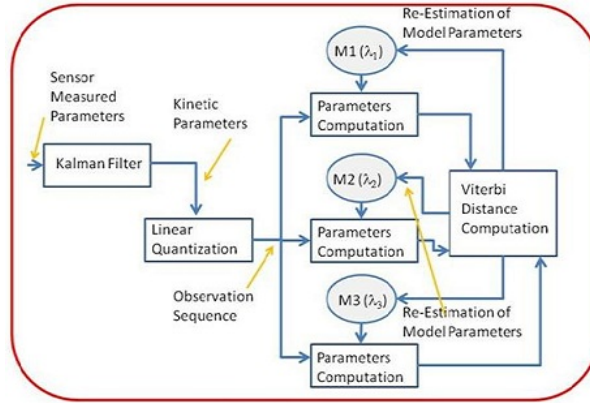 Re-Estimation of
Model Parameters
M1 (λ₁)
Sensor
Measured
Parameters
Kinetic
Parameters
Parameters
Computation
Kalman Filter
M2 (λ₂)
Viterbi
Distance
Computation
Linear
Quantization
Parameters
Computation
Observation
Sequence
M3 (λ₃)
Re-Estimation of
Model Parameters
Parameters
Computation